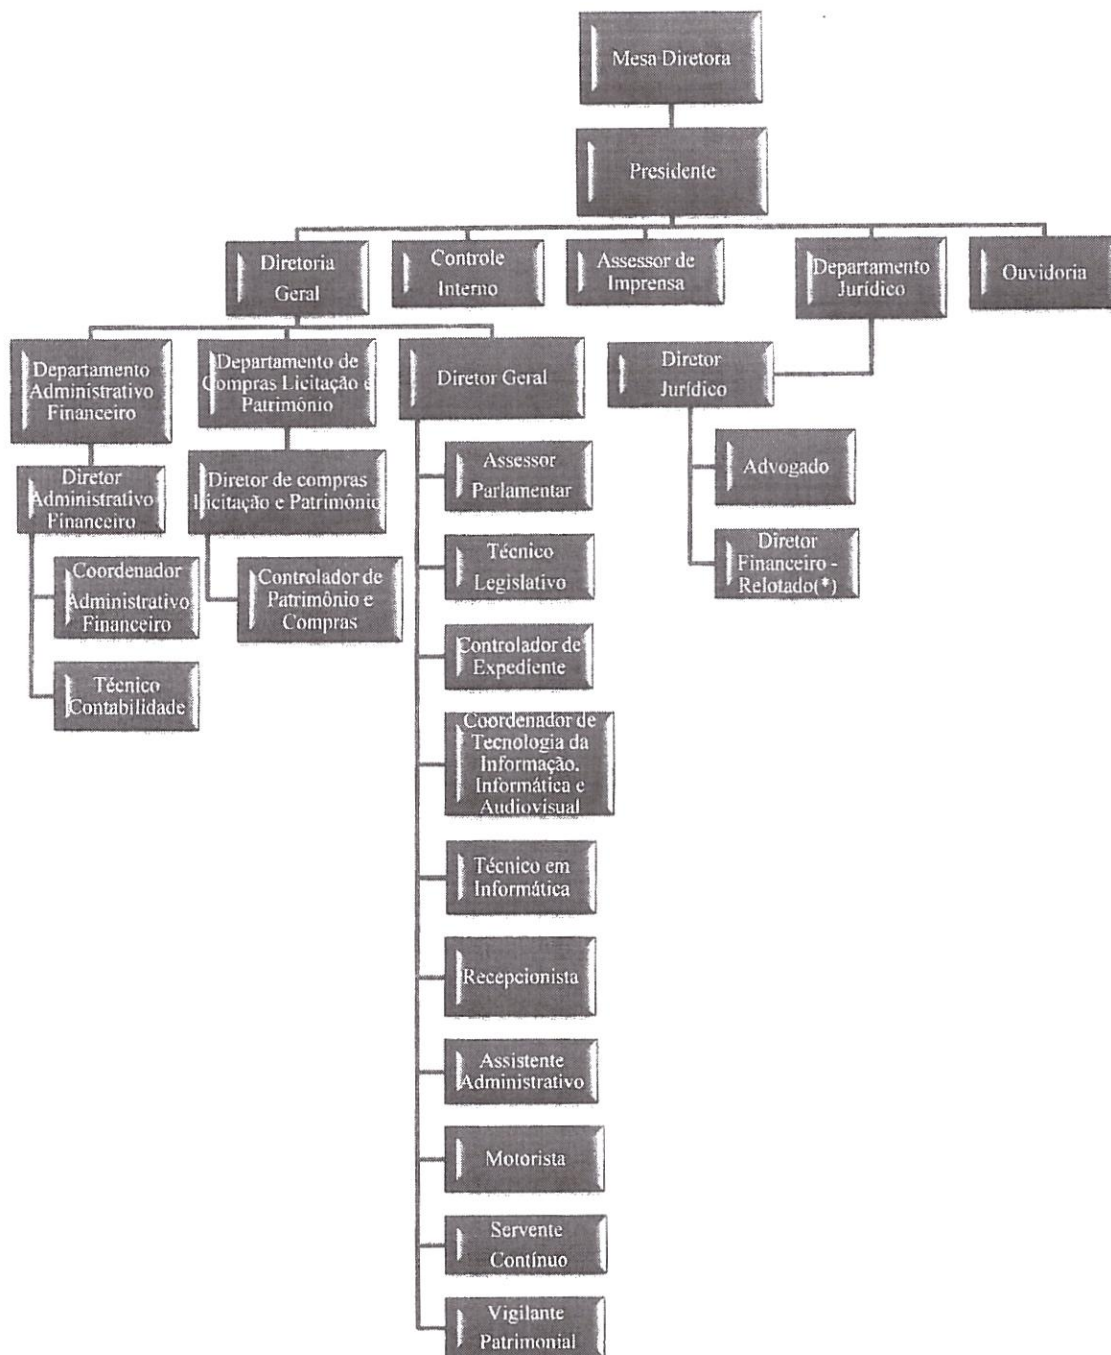 Mesa Diretora
Presidente
Diretoria
Geral
Controle
Interno
Assessor de
Imprensa
Departamento
Jurídico
Ouvidoria
Departamento
Administrativo
Financeiro
Departamento de
Compras Licitação e
Patrimônio
Diretor Geral
Diretor
Jurídico
Diretor
Administrativo
Financeiro
Diretor de compras
Licitação e Patrimônio
Assessor
Parlamentar
Advogado
Coordenador
Administrativo
Financeiro
Controlador de
Patrimônio e
Compras
Técnico
Legislativo
Diretor
Financeiro -
Relotado(*)
Técnico
Contabilidade
Controlador de
Expediente
Coordenador de
Tecnologia da
Informação,
Informática e
Audiovisual
Técnico em
Informática
Recepcionista
Assistente
Administrativo
Motorista
Servente
Contínuo
Vigilante
Patrimonial